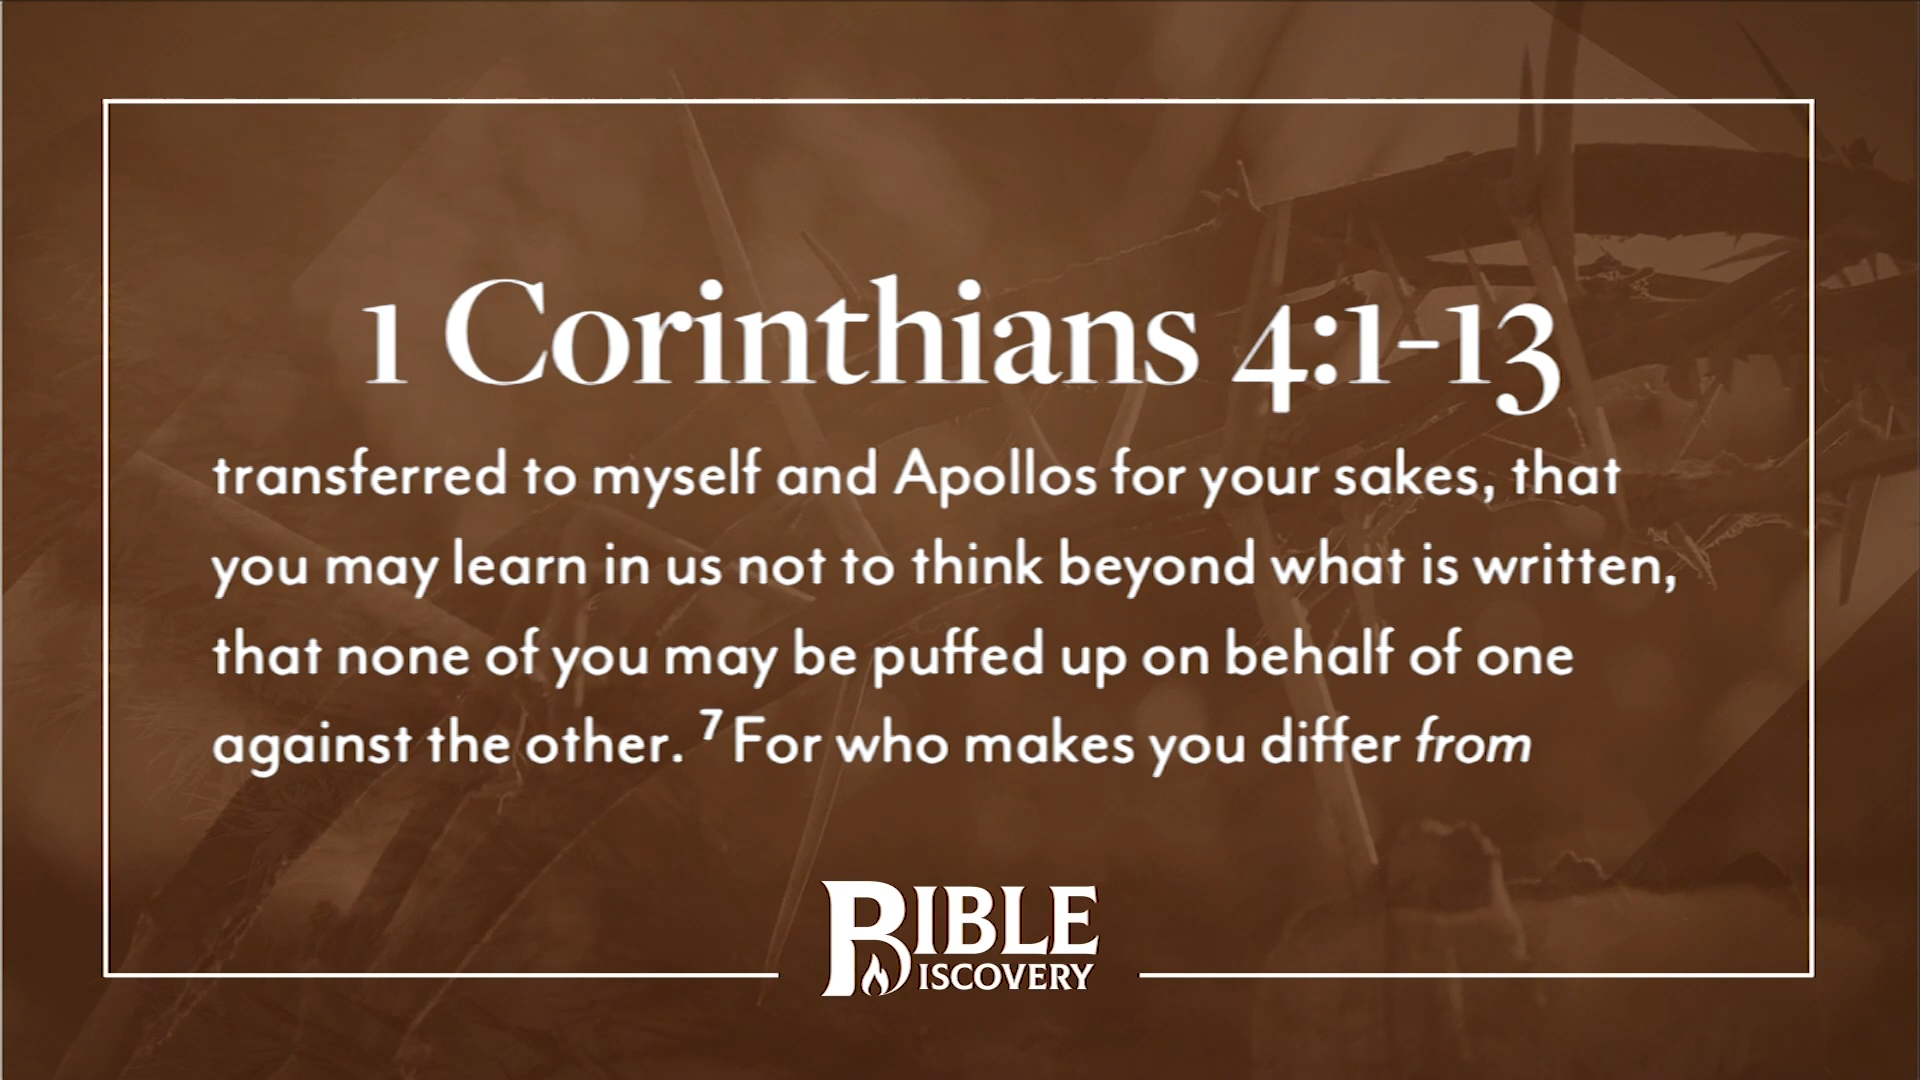 1 Corinthians 4:1-13
transferred to myself and Apollos for your sakes, that
you may learn in us not to think beyond what is written,
that none of you may be puffed up on behalf of one
against the other. ⁷ For who makes you differ from
BIBLE
DISCOVERY